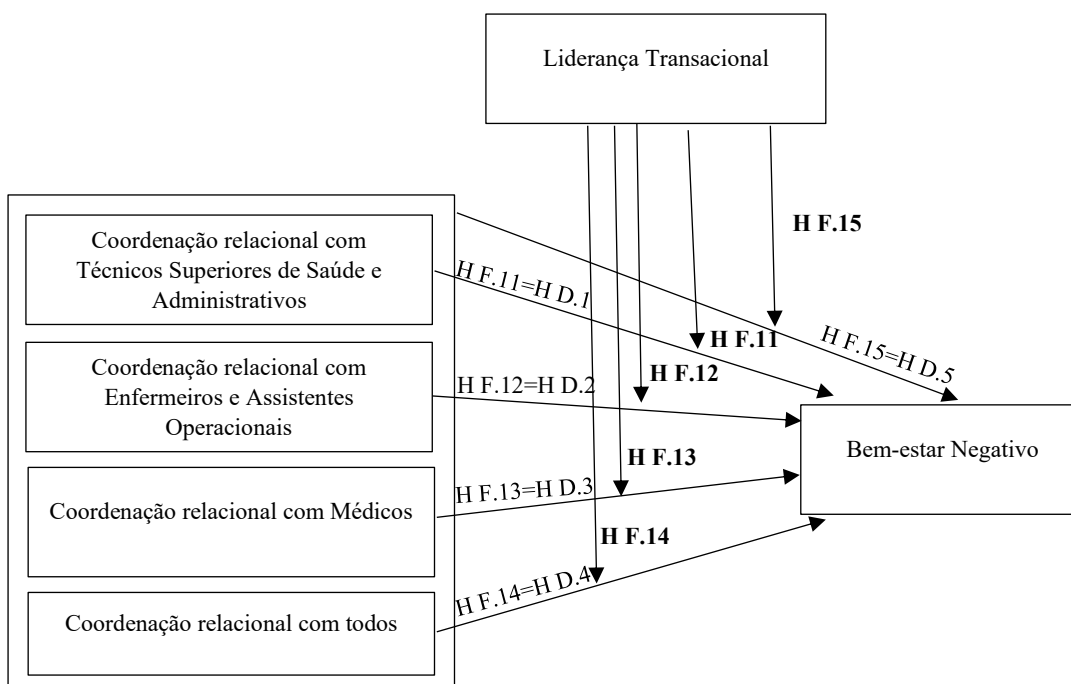 Liderança Transacional
H F.15
Coordenação relacional com
Técnicos Superiores de Saúde e
Administrativos
H F.11=H D.1
H F.11
H F.15=H D.5
Coordenação relacional com
Enfermeiros e Assistentes
Operacionais
H F.12=H D.2
H F.12
Bem-estar Negativo
H F.13
Coordenação relacional com Médicos
H F.13=H D.3
H F.14
H F.14=H D.4
Coordenação relacional com todos